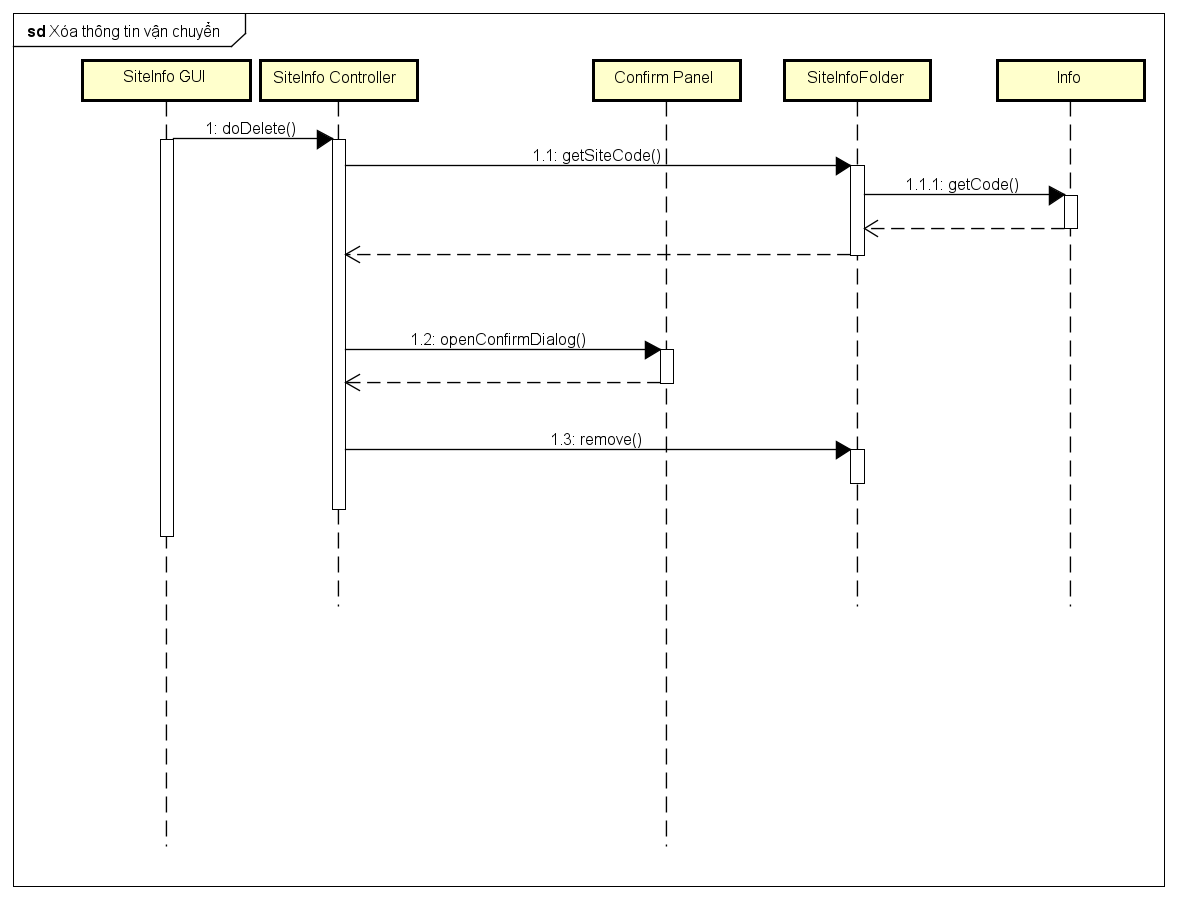 sd Xóa thông tin vận chuyển
SiteInfo GUI
SiteInfo Controller
Confirm Panel
SiteInfoFolder
Info
1: doDelete()
1.1: getSiteCode()
1.1.1: getCode()
1.2: openConfirmDialog()
1.3: remove()